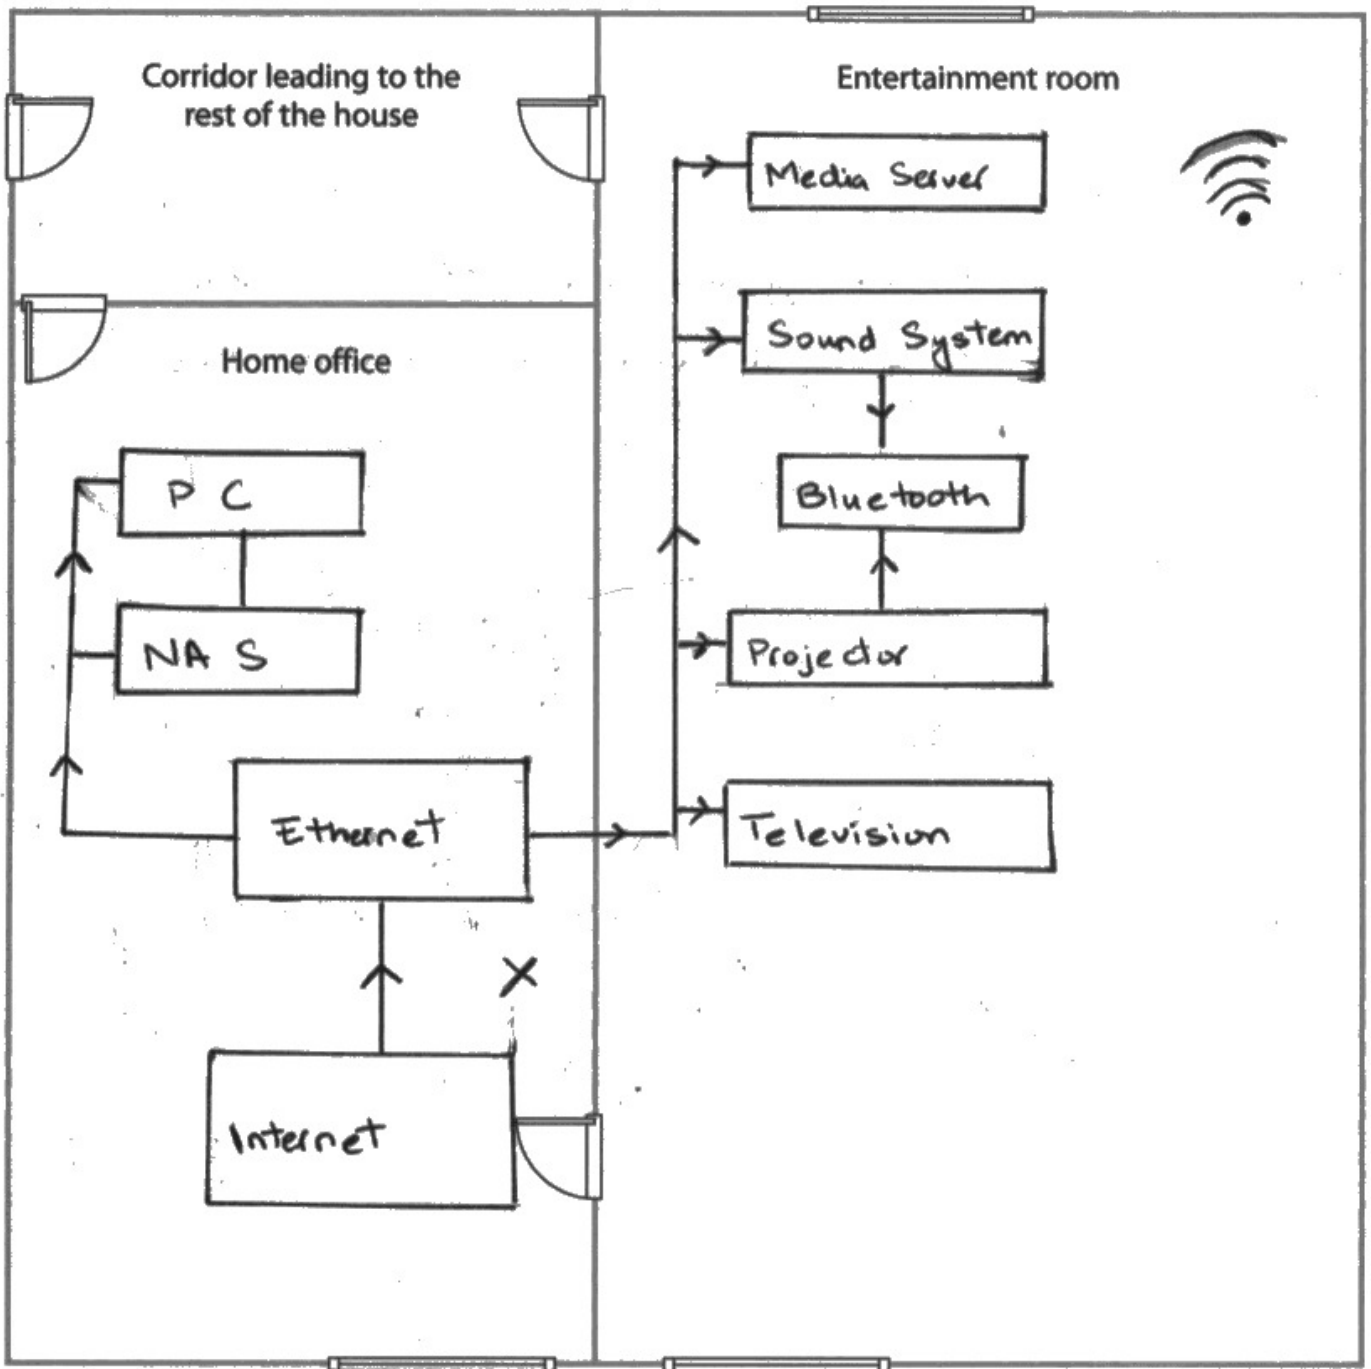 Corridor leading to the
rest of the house
Entertainment room
Media Server
Sound System
Home office
PC
Bluetooth
NAS
Projector
Ethernet
Television
X
Internet